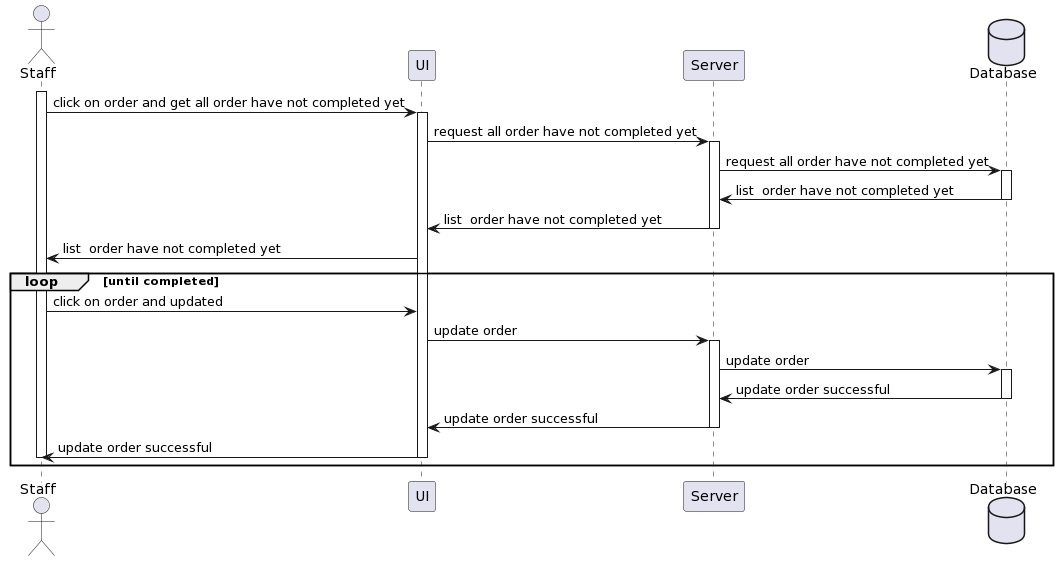 Staff
UI
Server
Database
click on order and get all order have not completed yet
request all order have not completed yet
request all order have not completed yet
list  order have not completed yet
list  order have not completed yet
list  order have not completed yet
loop [until completed]
click on order and updated
update order
update order
update order successful
update order successful
update order successful
Staff
UI
Server
Database